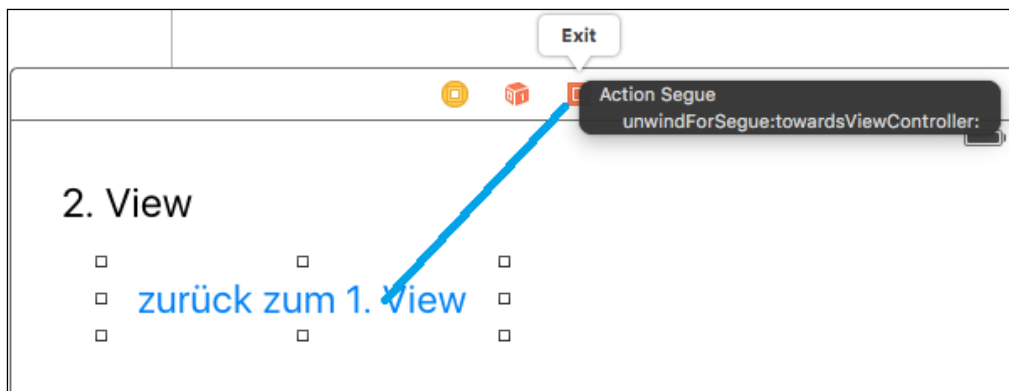 Exit
Action Segue
unwindForSegue:towardsViewController:
2. View
zurück zum 1. View